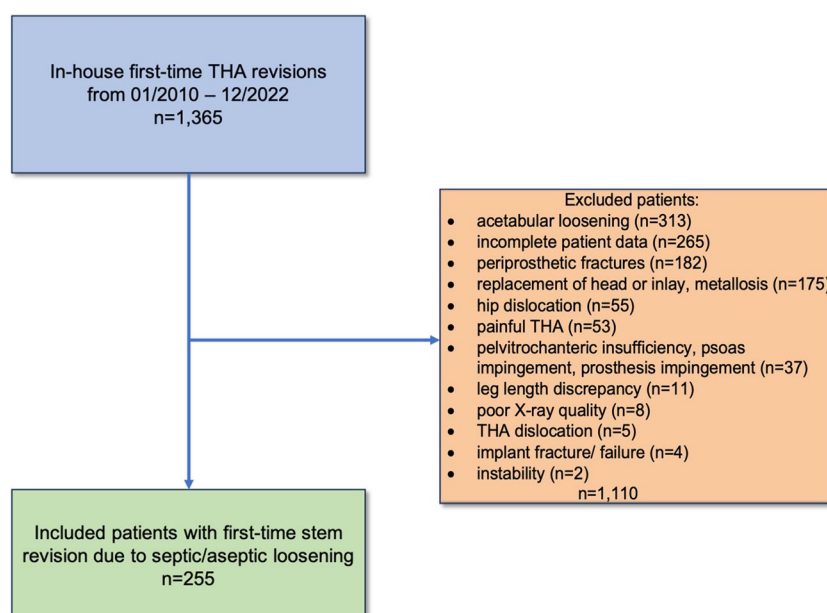 In-house first-time THA revisions
from 01/2010 – 12/2022
n=1,365
Excluded patients:
• acetabular loosening (n=313)
• incomplete patient data (n=265)
• periprosthetic fractures (n=182)
• replacement of head or inlay, metallosis (n=175)
• hip dislocation (n=55)
• painful THA (n=53)
• pelvitrochanteric insufficiency, psoas
impingement, prosthesis impingement (n=37)
• leg length discrepancy (n=11)
• poor X-ray quality (n=8)
• THA dislocation (n=5)
• implant fracture/ failure (n=4)
• instability (n=2)
n=1,110
Included patients with first-time stem
revision due to septic/aseptic loosening
n=255